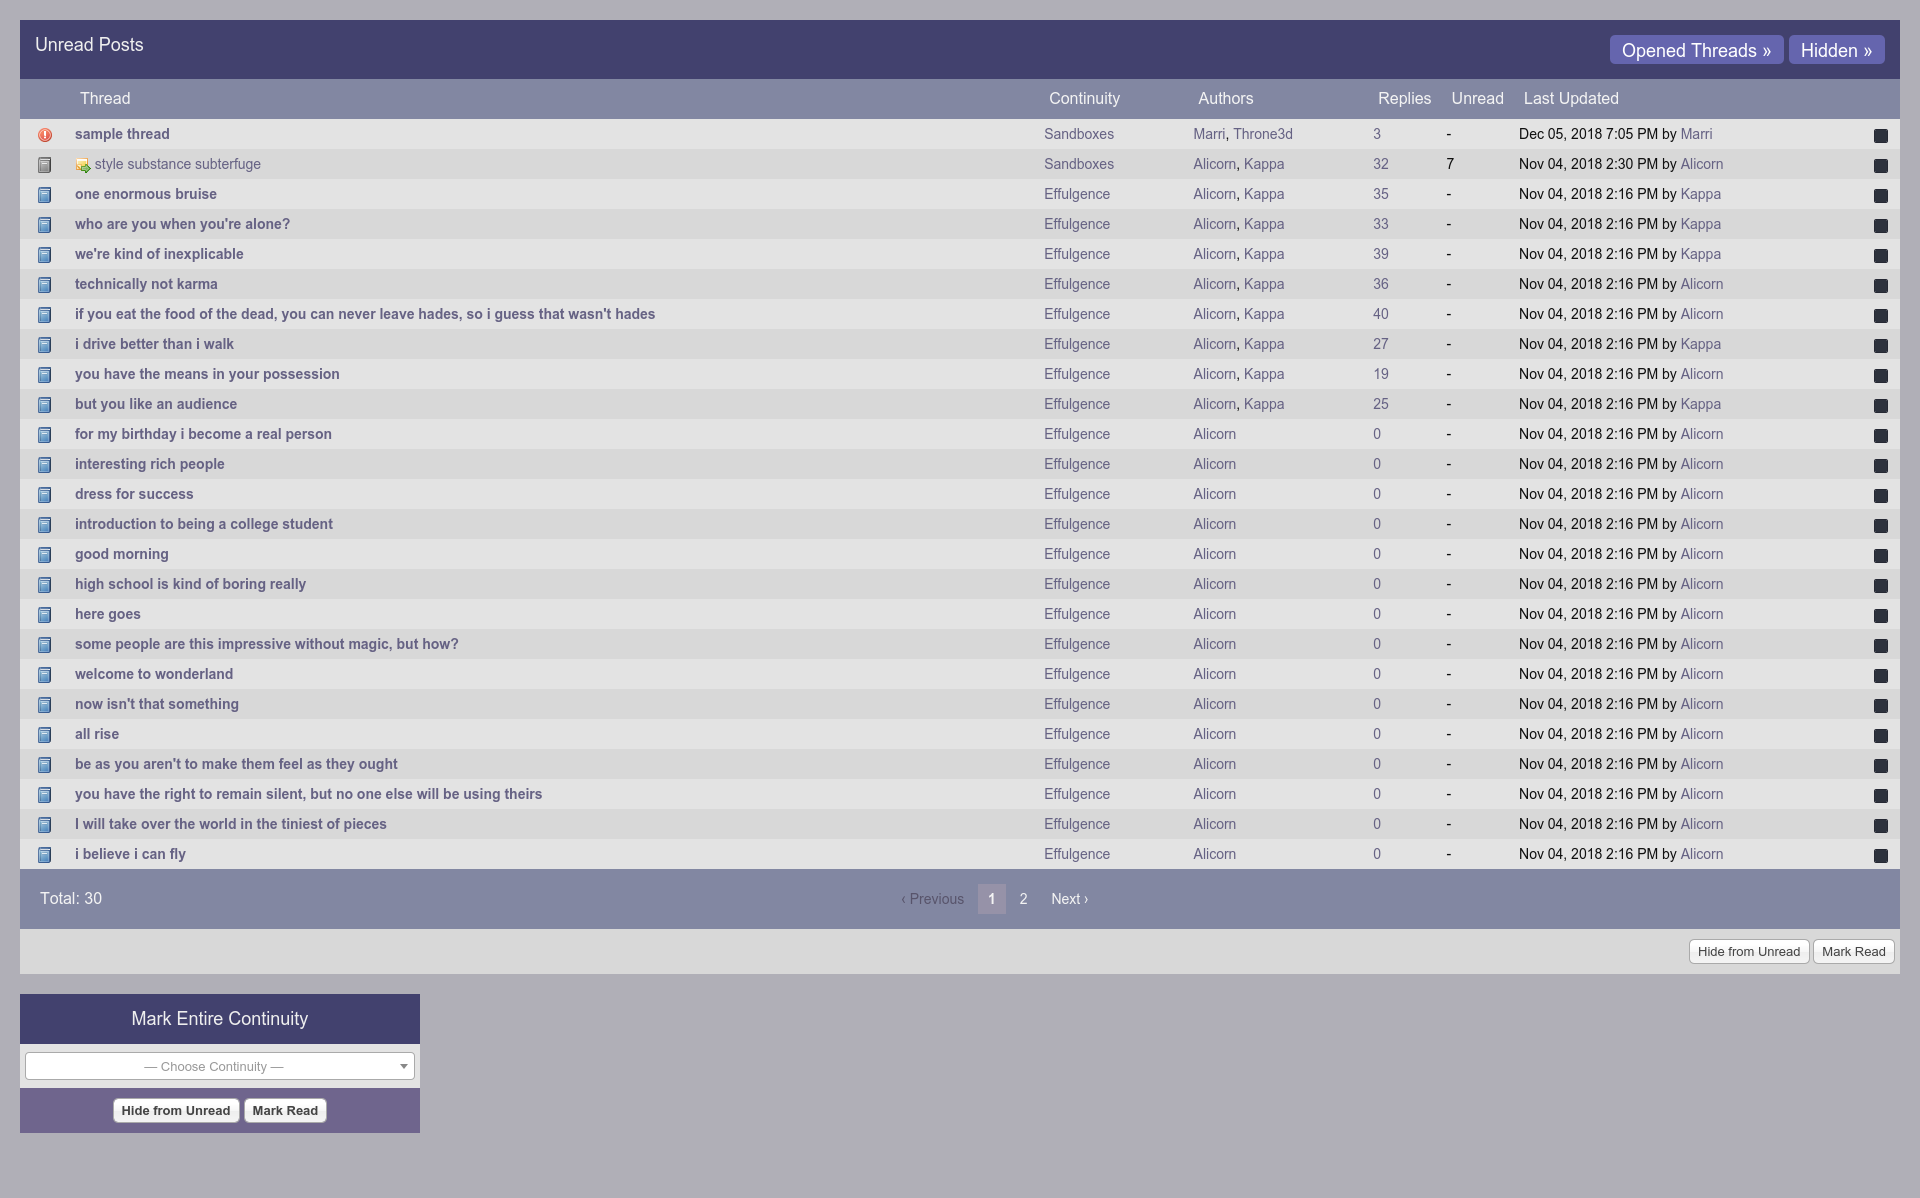 Unread Posts Opened Threads » Hidden »
Thread Continuity Authors Replies Unread Last Updated
sample thread Sandboxes Marri, Throne3d 3 - Dec 05, 2018 7:05 PM by Marri
style substance subterfuge Sandboxes Alicorn, Kappa 32 7 Nov 04, 2018 2:30 PM by Alicorn
one enormous bruise Effulgence Alicorn, Kappa 35 - Nov 04, 2018 2:16 PM by Kappa
who are you when you're alone? Effulgence Alicorn, Kappa 33 - Nov 04, 2018 2:16 PM by Kappa
we're kind of inexplicable Effulgence Alicorn, Kappa 39 - Nov 04, 2018 2:16 PM by Kappa
technically not karma Effulgence Alicorn, Kappa 36 - Nov 04, 2018 2:16 PM by Alicorn
if you eat the food of the dead, you can never leave hades, so i guess that wasn't hades Effulgence Alicorn, Kappa 40 - Nov 04, 2018 2:16 PM by Alicorn
i drive better than i walk Effulgence Alicorn, Kappa 27 - Nov 04, 2018 2:16 PM by Kappa
you have the means in your possession Effulgence Alicorn, Kappa 19 - Nov 04, 2018 2:16 PM by Alicorn
but you like an audience Effulgence Alicorn, Kappa 25 - Nov 04, 2018 2:16 PM by Kappa
for my birthday i become a real person Effulgence Alicorn 0 - Nov 04, 2018 2:16 PM by Alicorn
interesting rich people Effulgence Alicorn 0 - Nov 04, 2018 2:16 PM by Alicorn
dress for success Effulgence Alicorn 0 - Nov 04, 2018 2:16 PM by Alicorn
introduction to being a college student Effulgence Alicorn 0 - Nov 04, 2018 2:16 PM by Alicorn
good morning Effulgence Alicorn 0 - Nov 04, 2018 2:16 PM by Alicorn
high school is kind of boring really Effulgence Alicorn 0 - Nov 04, 2018 2:16 PM by Alicorn
here goes Effulgence Alicorn 0 - Nov 04, 2018 2:16 PM by Alicorn
some people are this impressive without magic, but how? Effulgence Alicorn 0 - Nov 04, 2018 2:16 PM by Alicorn
welcome to wonderland Effulgence Alicorn 0 - Nov 04, 2018 2:16 PM by Alicorn
now isn't that something Effulgence Alicorn 0 - Nov 04, 2018 2:16 PM by Alicorn
all rise Effulgence Alicorn 0 - Nov 04, 2018 2:16 PM by Alicorn
be as you aren't to make them feel as they ought Effulgence Alicorn 0 - Nov 04, 2018 2:16 PM by Alicorn
you have the right to remain silent, but no one else will be using theirs Effulgence Alicorn 0 - Nov 04, 2018 2:16 PM by Alicorn
I will take over the world in the tiniest of pieces Effulgence Alicorn 0 - Nov 04, 2018 2:16 PM by Alicorn
i believe i can fly Effulgence Alicorn 0 - Nov 04, 2018 2:16 PM by Alicorn
Total: 30 ‹ Previous 1 2 Next ›
Hide from Unread Mark Read
Mark Entire Continuity
— Choose Continuity —
Hide from Unread Mark Read